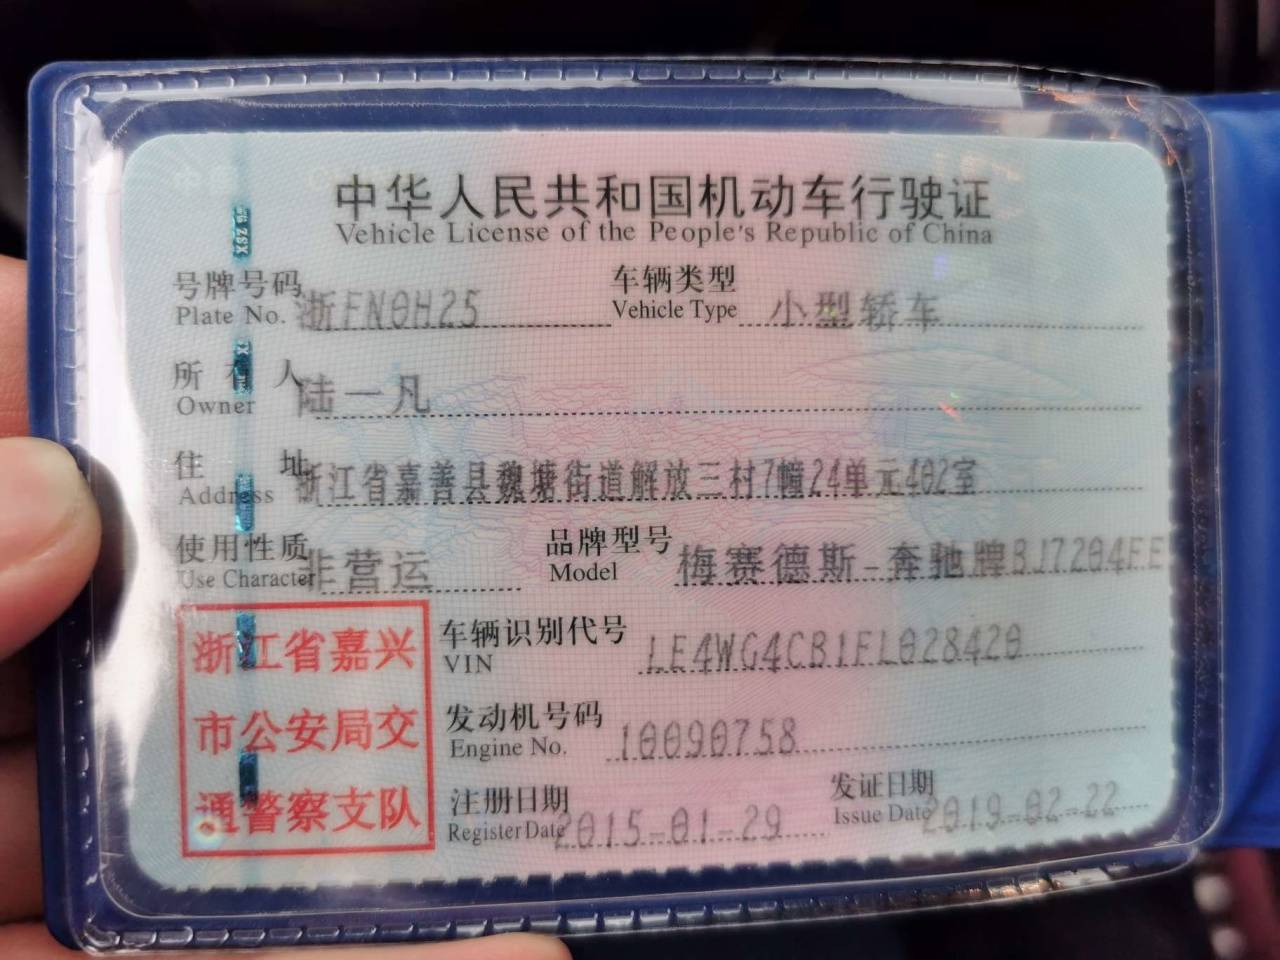 中华人民共和国机动车行驶证
Vehicle License of the People's Republic of China
号牌号码 浙FN0H25 车辆类型 小型轿车
Plate No. Vehicle Type
所有人 陆一凡
Owner
住址 浙江省嘉善县魏塘街道解放三村7幢24单元402室
Address
使用性质 非营运 品牌型号 梅赛德斯-奔驰牌BJ7204FE
Use Character Model
浙江省嘉兴
市公安局交
通警察支队
车辆识别代号 LE4WG4CB1FL028420
VIN
发动机号码 10090758
Engine No.
注册日期 2015-01-29 发证日期 2019-02-22
Register Date Issue Date